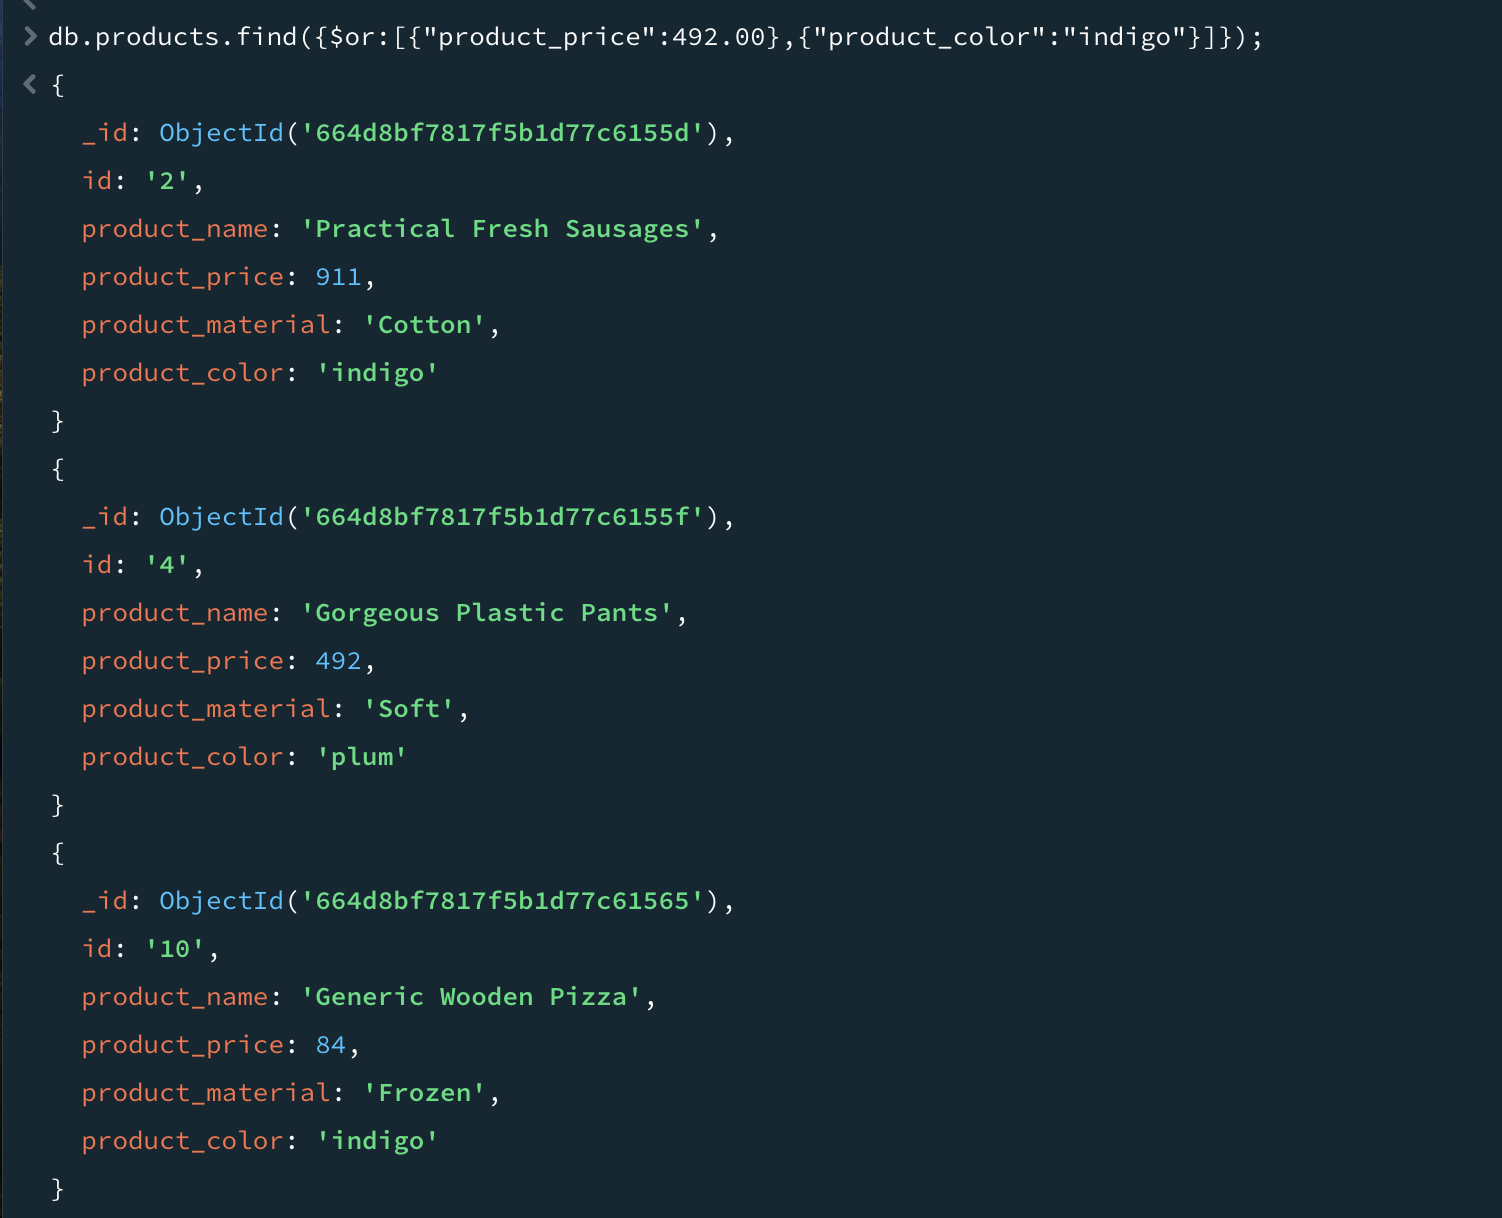 > db.products.find({$or:[{"product_price":492.00},{"product_color":"indigo"}]});
< {
_id: ObjectId('664d8bf7817f5b1d77c6155d'),
id: '2',
product_name: 'Practical Fresh Sausages',
product_price: 911,
product_material: 'Cotton',
product_color: 'indigo'
}
{
_id: ObjectId('664d8bf7817f5b1d77c6155f'),
id: '4',
product_name: 'Gorgeous Plastic Pants',
product_price: 492,
product_material: 'Soft',
product_color: 'plum'
}
{
_id: ObjectId('664d8bf7817f5b1d77c61565'),
id: '10',
product_name: 'Generic Wooden Pizza',
product_price: 84,
product_material: 'Frozen',
product_color: 'indigo'
}